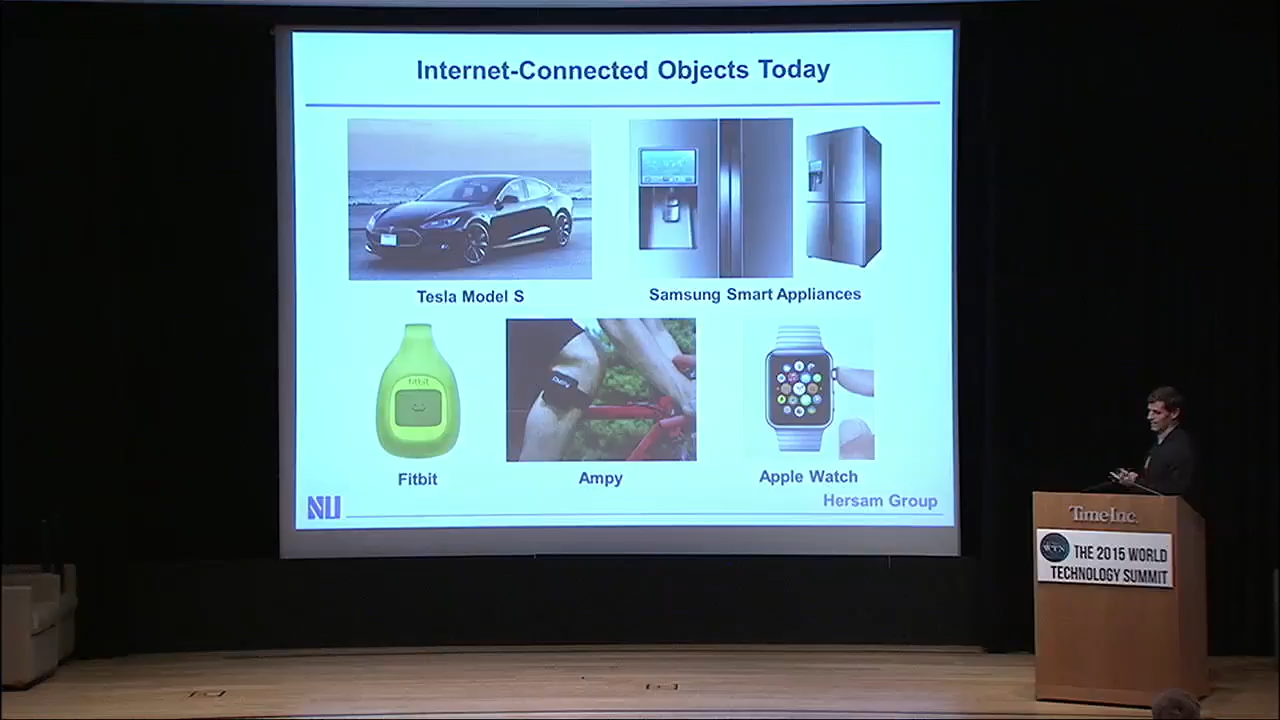 Internet-Connected Objects Today
Tesla Model S
Samsung Smart Appliances
fitbit
Fitbit
Ampy
Apple Watch
NU
Hersam Group
Time Inc.
THE 2015 WORLD
TECHNOLOGY SUMMIT